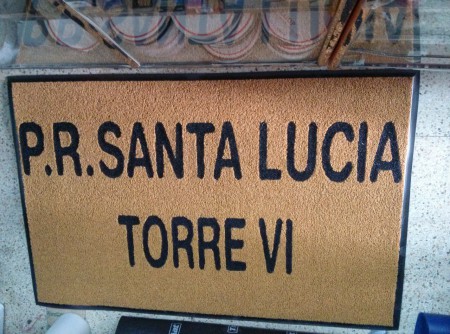 P.R. SANTA LUCIA
TORRE VI